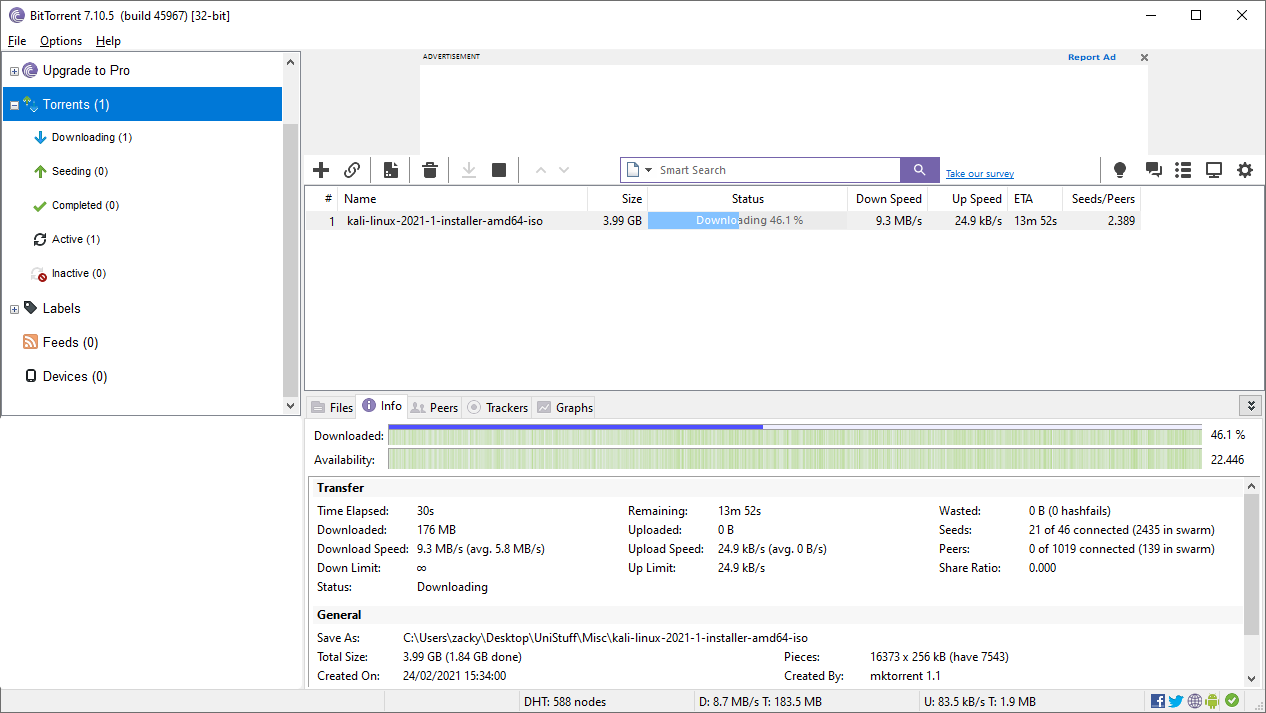 BitTorrent 7.10.5 (build 45967) [32-bit]
File Options Help
Upgrade to Pro
Torrents (1)
Downloading (1)
Seeding (0)
Completed (0)
Active (1)
Inactive (0)
Labels
Feeds (0)
Devices (0)
ADVERTISEMENT Report Ad
Smart Search Take our survey
# Name Size Status Down Speed Up Speed ETA Seeds/Peers
1 kali-linux-2021-1-installer-amd64-iso 3.99 GB Downloading 46.1 % 9.3 MB/s 24.9 kB/s 13m 52s 2.389
Files Info Peers Trackers Graphs
Downloaded: 46.1 %
Availability: 22.446
Transfer
Time Elapsed: 30s Remaining: 13m 52s Wasted: 0 B (0 hashfails)
Downloaded: 176 MB Uploaded: 0 B Seeds: 21 of 46 connected (2435 in swarm)
Download Speed: 9.3 MB/s (avg. 5.8 MB/s) Upload Speed: 24.9 kB/s (avg. 0 B/s) Peers: 0 of 1019 connected (139 in swarm)
Down Limit: ∞ Up Limit: 24.9 kB/s Share Ratio: 0.000
Status: Downloading
General
Save As: C:\Users\zacky\Desktop\UniStuff\Misc\kali-linux-2021-1-installer-amd64-iso
Total Size: 3.99 GB (1.84 GB done) Pieces: 16373 x 256 kB (have 7543)
Created On: 24/02/2021 15:34:00 Created By: mktorrent 1.1
DHT: 588 nodes D: 8.7 MB/s T: 183.5 MB U: 83.5 kB/s T: 1.9 MB